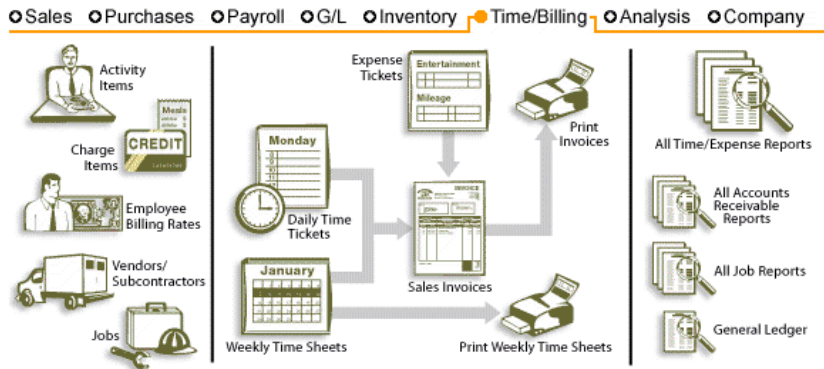 Sales Purchases Payroll G/L Inventory Time/Billing Analysis Company
Activity
Items
Meals
CREDIT
Charge
Items
Employee
Billing Rates
Vendors/
Subcontractors
Jobs
Expense
Tickets
Entertainment
Mileage
Print
Invoices
Monday
Daily Time
Tickets
INVOICE
Sales Invoices
January
Weekly Time Sheets
Print Weekly Time Sheets
All Time/Expense Reports
All Accounts
Receivable
Reports
All Job Reports
General Ledger